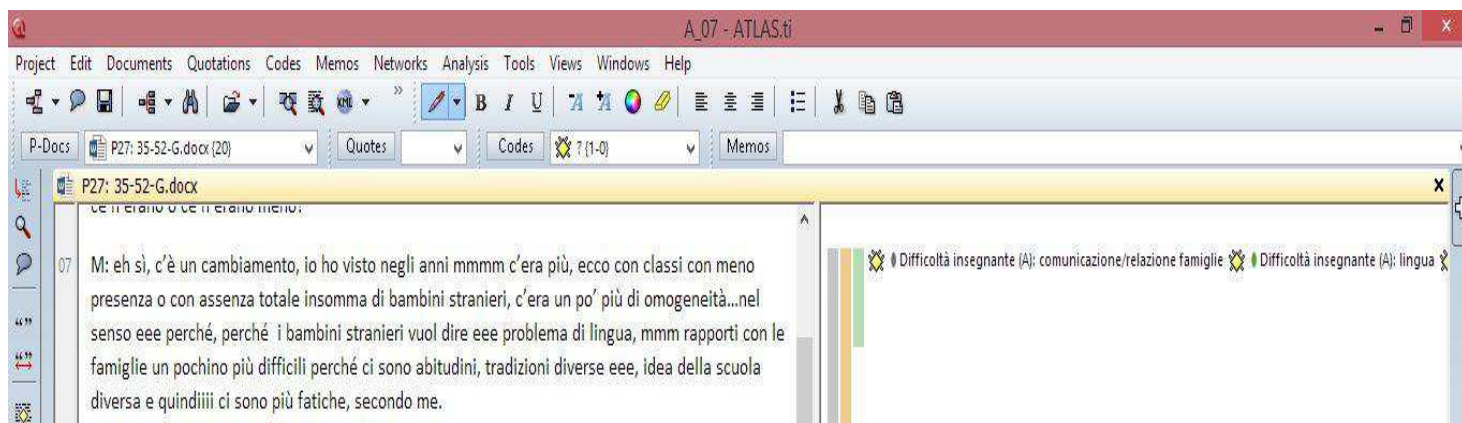 A_07 - ATLAS.ti
Project Edit Documents Quotations Codes Memos Networks Analysis Tools Views Windows Help
B I U A A
P-Docs P27: 35-52-G.docx {20} Quotes Codes ? {1-0} Memos
P27: 35-52-G.docx
07 M: eh sì, c'è un cambiamento, io ho visto negli anni mmmm c'era più, ecco con classi con meno
presenza o con assenza totale insomma di bambini stranieri, c'era un po' più di omogeneità...nel
senso eee perché, perché i bambini stranieri vuol dire eee problema di lingua, mmm rapporti con le
famiglie un pochino più difficili perché ci sono abitudini, tradizioni diverse eee, idea della scuola
diversa e quindiiii ci sono più fatiche, secondo me.
Difficoltà insegnante (A): comunicazione/relazione famiglie Difficoltà insegnante (A): lingua